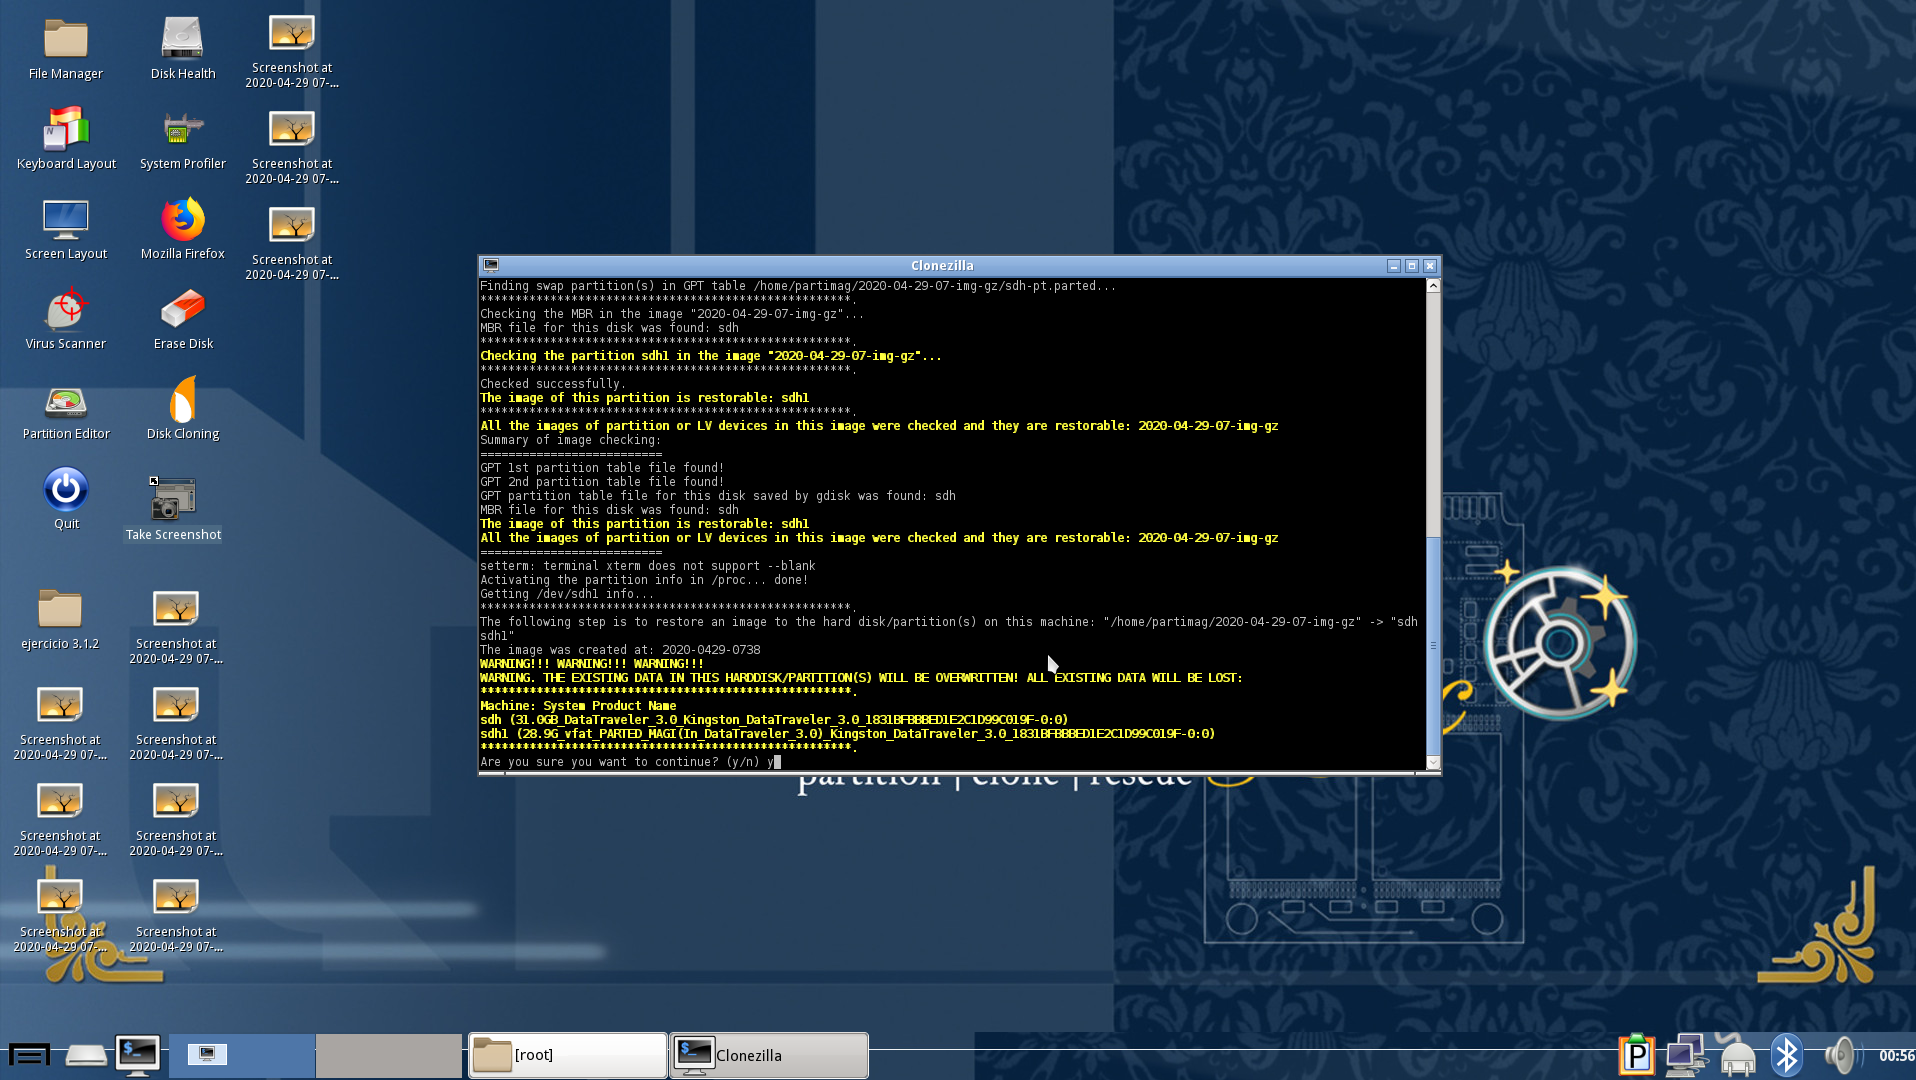 File Manager
Disk Health
Screenshot at
2020-04-29 07-...
Keyboard Layout
System Profiler
Screenshot at
2020-04-29 07-...
Screen Layout
Mozilla Firefox
Screenshot at
2020-04-29 07-...
Virus Scanner
Erase Disk
Partition Editor
Disk Cloning
Quit
Take Screenshot
ejercicio 3.1.2
Screenshot at
2020-04-29 07-...
Screenshot at
2020-04-29 07-...
Screenshot at
2020-04-29 07-...
Screenshot at
2020-04-29 07-...
Screenshot at
2020-04-29 07-...
Screenshot at
2020-04-29 07-...
Screenshot at
2020-04-29 07-...
Clonezilla
Finding swap partition(s) in GPT table /home/partimag/2020-04-29-07-img-gz/sdh-pt.parted...
*****************************************************.
Checking the MBR in the image "2020-04-29-07-img-gz"...
MBR file for this disk was found: sdh
*****************************************************.
Checking the partition sdh1 in the image "2020-04-29-07-img-gz"...
*****************************************************.
Checked successfully.
The image of this partition is restorable: sdh1
*****************************************************.
All the images of partition or LV devices in this image were checked and they are restorable: 2020-04-29-07-img-gz
Summary of image checking:
==========================
GPT 1st partition table file found!
GPT 2nd partition table file found!
GPT partition table file for this disk saved by gdisk was found: sdh
MBR file for this disk was found: sdh
The image of this partition is restorable: sdh1
All the images of partition or LV devices in this image were checked and they are restorable: 2020-04-29-07-img-gz
==========================
setterm: terminal xterm does not support --blank
Activating the partition info in /proc... done!
Getting /dev/sdh1 info...
*****************************************************.
The following step is to restore an image to the hard disk/partition(s) on this machine: "/home/partimag/2020-04-29-07-img-gz" -> "sdh
sdh1"
The image was created at: 2020-0429-0738
WARNING!!! WARNING!!! WARNING!!!
WARNING. THE EXISTING DATA IN THIS HARDDISK/PARTITION(S) WILL BE OVERWRITTEN! ALL EXISTING DATA WILL BE LOST:
*****************************************************.
Machine: System Product Name
sdh (31.0GB_DataTraveler_3.0_Kingston_DataTraveler_3.0_1831BFBBBED1E2C1D99C019F-0:0)
sdh1 (28.9G_vfat_PARTED_MAGI(In_DataTraveler_3.0)_Kingston_DataTraveler_3.0_1831BFBBBED1E2C1D99C019F-0:0)
*****************************************************.
Are you sure you want to continue? (y/n) y
partition | clone | rescue
[root]
Clonezilla
00:56